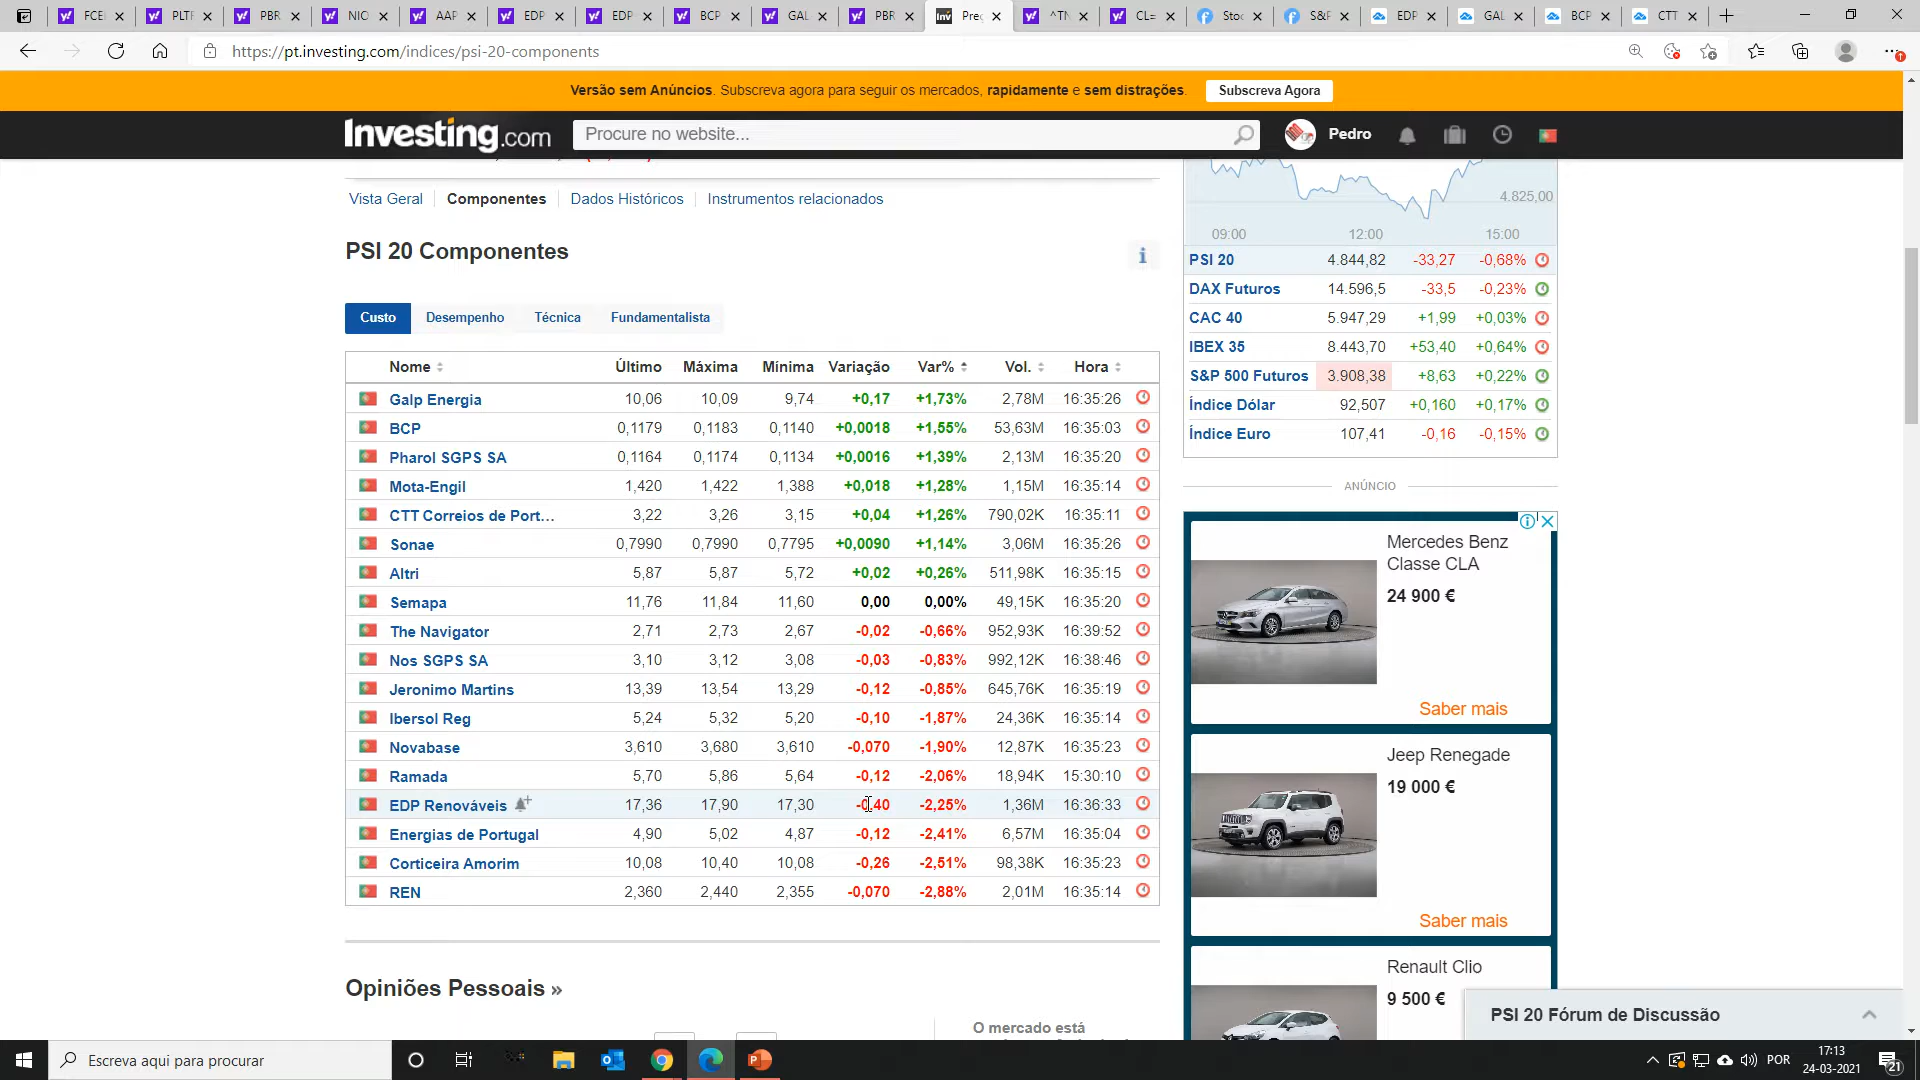 FCE
PLTF
PBR
NIC
AAP
EDP
EDP
BCP
GAL
PBR
Preç
^TN
CL=
Stoc
S&P
EDP
GAL
BCP
CTT
https://pt.investing.com/indices/psi-20-components
Versão sem Anúncios. Subscreva agora para seguir os mercados, rapidamente e sem distrações.
Subscreva Agora
Investing.com
Procure no website...
Pedro
Vista Geral
Componentes
Dados Históricos
Instrumentos relacionados
PSI 20 Componentes
Custo
Desempenho
Técnica
Fundamentalista
Nome Último Máxima Mínima Variação Var% Vol. Hora
Galp Energia 10,06 10,09 9,74 +0,17 +1,73% 2,78M 16:35:26
BCP 0,1179 0,1183 0,1140 +0,0018 +1,55% 53,63M 16:35:03
Pharol SGPS SA 0,1164 0,1174 0,1134 +0,0016 +1,39% 2,13M 16:35:20
Mota-Engil 1,420 1,422 1,388 +0,018 +1,28% 1,15M 16:35:14
CTT Correios de Port... 3,22 3,26 3,15 +0,04 +1,26% 790,02K 16:35:11
Sonae 0,7990 0,7990 0,7795 +0,0090 +1,14% 3,06M 16:35:26
Altri 5,87 5,87 5,72 +0,02 +0,26% 511,98K 16:35:15
Semapa 11,76 11,84 11,60 0,00 0,00% 49,15K 16:35:20
The Navigator 2,71 2,73 2,67 -0,02 -0,66% 952,93K 16:39:52
Nos SGPS SA 3,10 3,12 3,08 -0,03 -0,83% 992,12K 16:38:46
Jeronimo Martins 13,39 13,54 13,29 -0,12 -0,85% 645,76K 16:35:19
Ibersol Reg 5,24 5,32 5,20 -0,10 -1,87% 24,36K 16:35:14
Novabase 3,610 3,680 3,610 -0,070 -1,90% 12,87K 16:35:23
Ramada 5,70 5,86 5,64 -0,12 -2,06% 18,94K 15:30:10
EDP Renováveis 17,36 17,90 17,30 -0,40 -2,25% 1,36M 16:36:33
Energias de Portugal 4,90 5,02 4,87 -0,12 -2,41% 6,57M 16:35:04
Corticeira Amorim 10,08 10,40 10,08 -0,26 -2,51% 98,38K 16:35:23
REN 2,360 2,440 2,355 -0,070 -2,88% 2,01M 16:35:14
Opiniões Pessoais »
O mercado está
4.825,00
09:00 12:00 15:00
PSI 20 4.844,82 -33,27 -0,68%
DAX Futuros 14.596,5 -33,5 -0,23%
CAC 40 5.947,29 +1,99 +0,03%
IBEX 35 8.443,70 +53,40 +0,64%
S&P 500 Futuros 3.908,38 +8,63 +0,22%
Índice Dólar 92,507 +0,160 +0,17%
Índice Euro 107,41 -0,16 -0,15%
ANÚNCIO
Mercedes Benz
Classe CLA
24 900 €
Saber mais
Jeep Renegade
19 000 €
Saber mais
Renault Clio
9 500 €
PSI 20 Fórum de Discussão
Escreva aqui para procurar
POR
17:13
24-03-2021
21